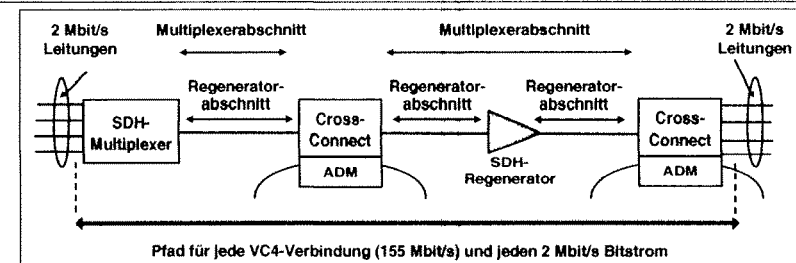 2 Mbit/s
Leitungen
Multiplexerabschnitt
Multiplexerabschnitt
2 Mbit/s
Leitungen
Regenerator-
abschnitt
Regenerator-
abschnitt
Regenerator-
abschnitt
SDH-
Multiplexer
Cross-
Connect
ADM
SDH-
Regenerator
Cross-
Connect
ADM
Pfad für jede VC4-Verbindung (155 Mbit/s) und jeden 2 Mbit/s Bitstrom